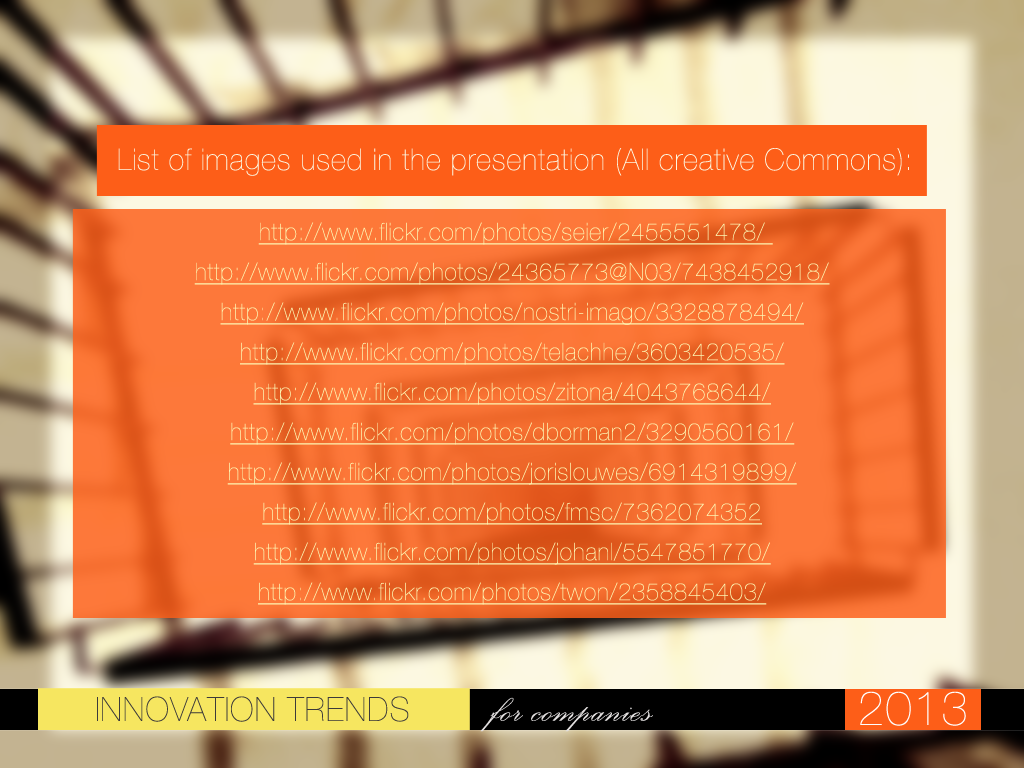 List of images used in the presentation (All creative Commons):
http://www.flickr.com/photos/seier/2455551478/
http://www.flickr.com/photos/24365773@N03/7438452918/
http://www.flickr.com/photos/nostri-imago/3328878494/
http://www.flickr.com/photos/telachhe/3603420535/
http://www.flickr.com/photos/zitona/4043768644/
http://www.flickr.com/photos/dborman2/3290560161/
http://www.flickr.com/photos/jorislouwes/6914319899/
http://www.flickr.com/photos/fmsc/7362074352
http://www.flickr.com/photos/johanl/5547851770/
http://www.flickr.com/photos/twon/2358845403/
INNOVATION TRENDS for companies 2013